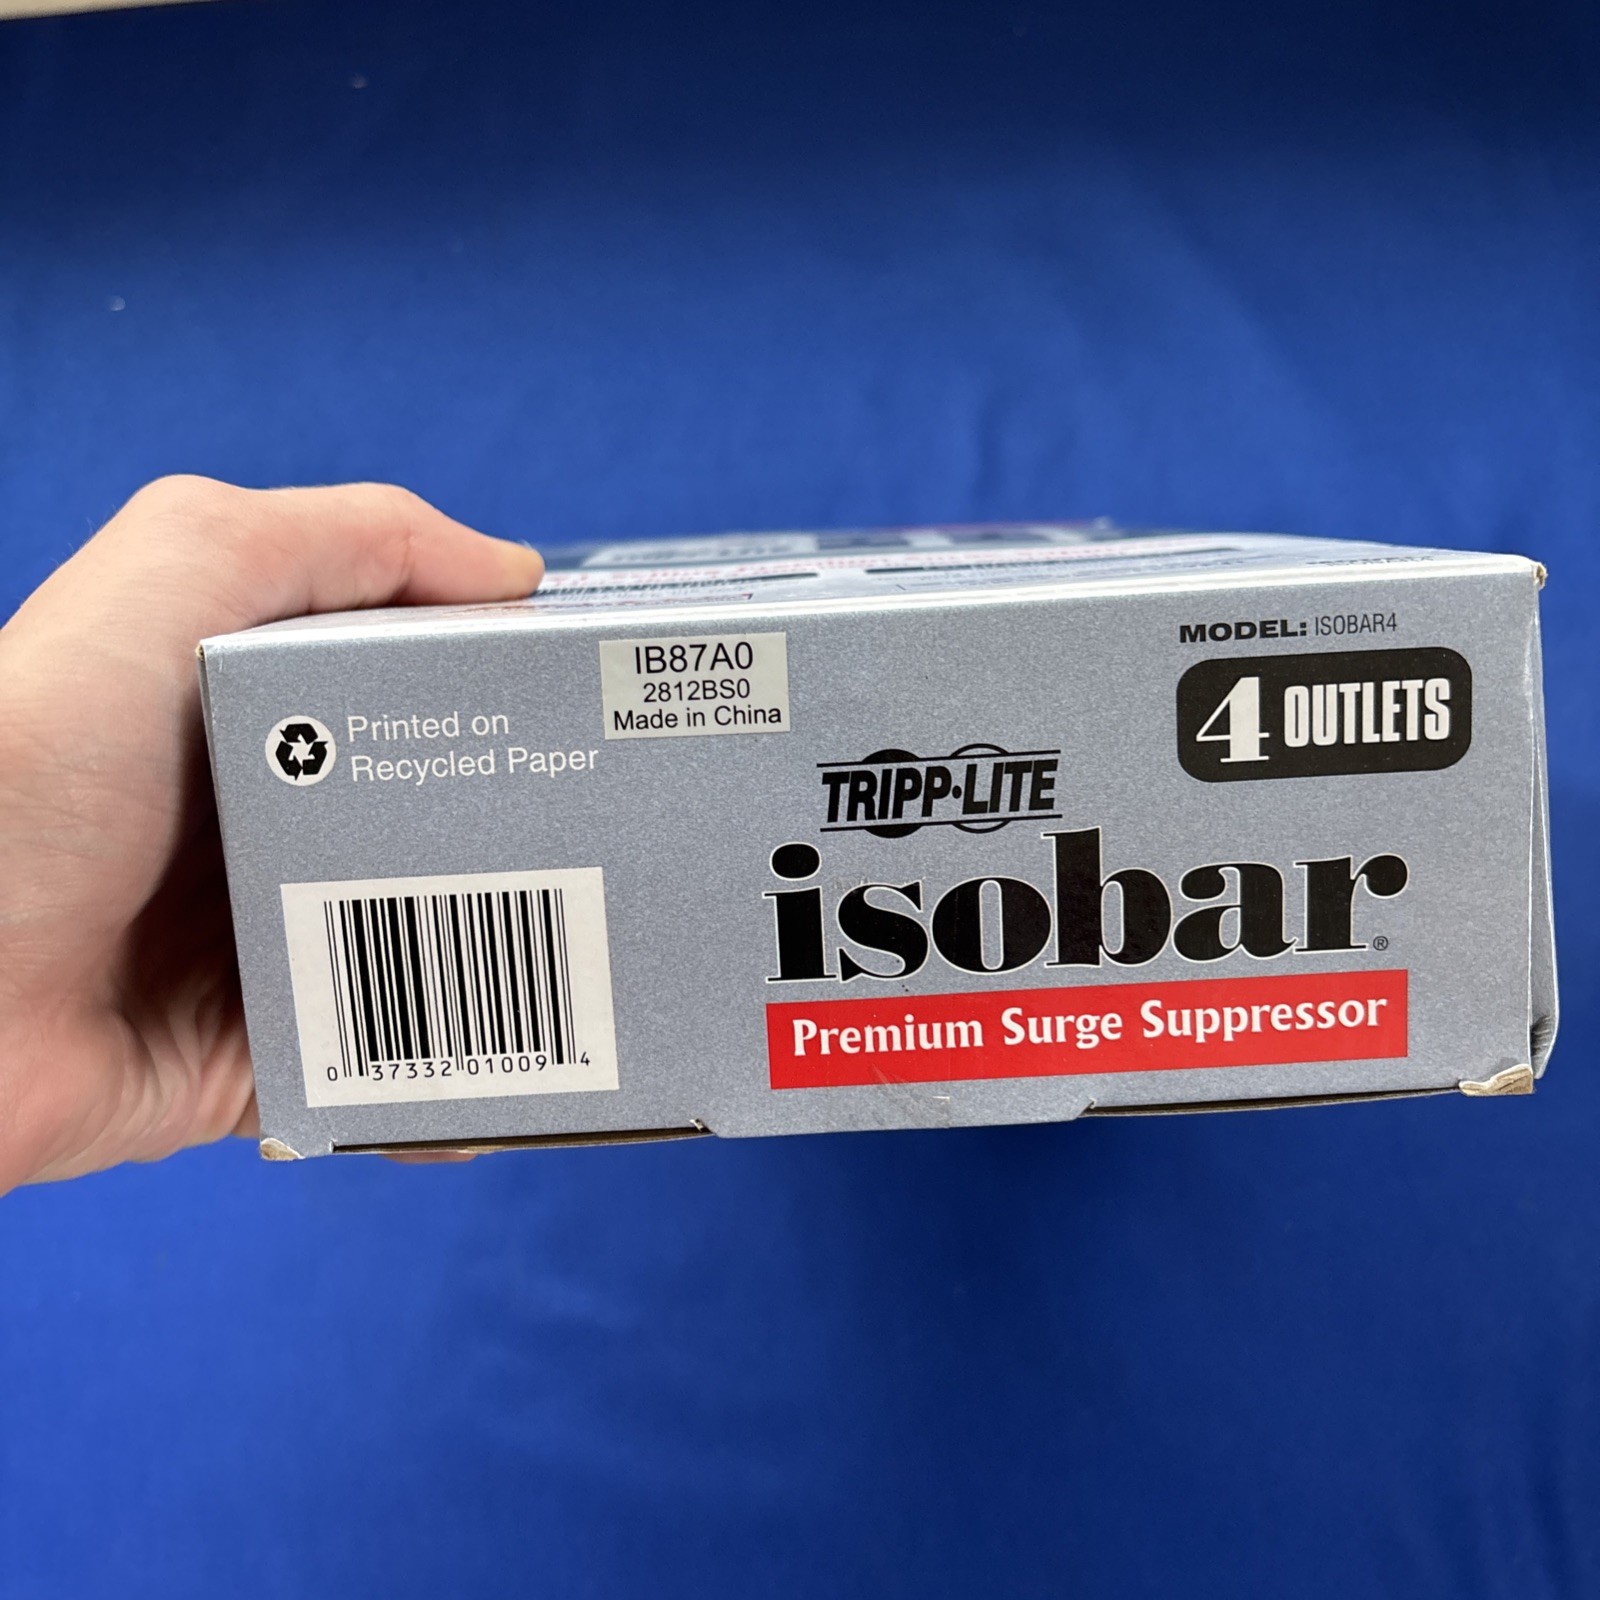 IB87A0
2812BS0
Made in China
MODEL: ISOBAR4
4 OUTLETS
Printed on
Recycled Paper
TRIPP·LITE
isobar®
Premium Surge Suppressor
0 37332 01009 4